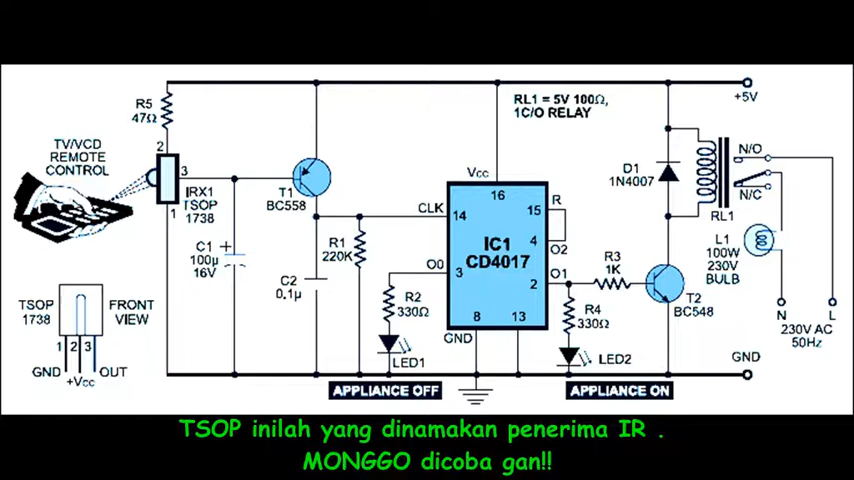 RL1 = 5V 100Ω,
1C/O RELAY
+5V
R5
47Ω
TV/VCD
REMOTE
CONTROL
2
3
1
IRX1
TSOP
1738
T1
BC558
C1
100µ
16V
+
C2
0.1µ
R1
220K
CLK
14
VCC
16
IC1
CD4017
R
15
4
O2
O0
3
2
O1
8
13
GND
R2
330Ω
LED1
R3
1K
R4
330Ω
LED2
T2
BC548
D1
1N4007
RL1
N/O
N/C
L1
100W
230V
BULB
N
L
230V AC
50Hz
GND
TSOP
1738
FRONT
VIEW
1 2 3
GND
+VCC
OUT
APPLIANCE OFF
APPLIANCE ON
TSOP inilah yang dinamakan penerima IR .
MONGGO dicoba gan!!